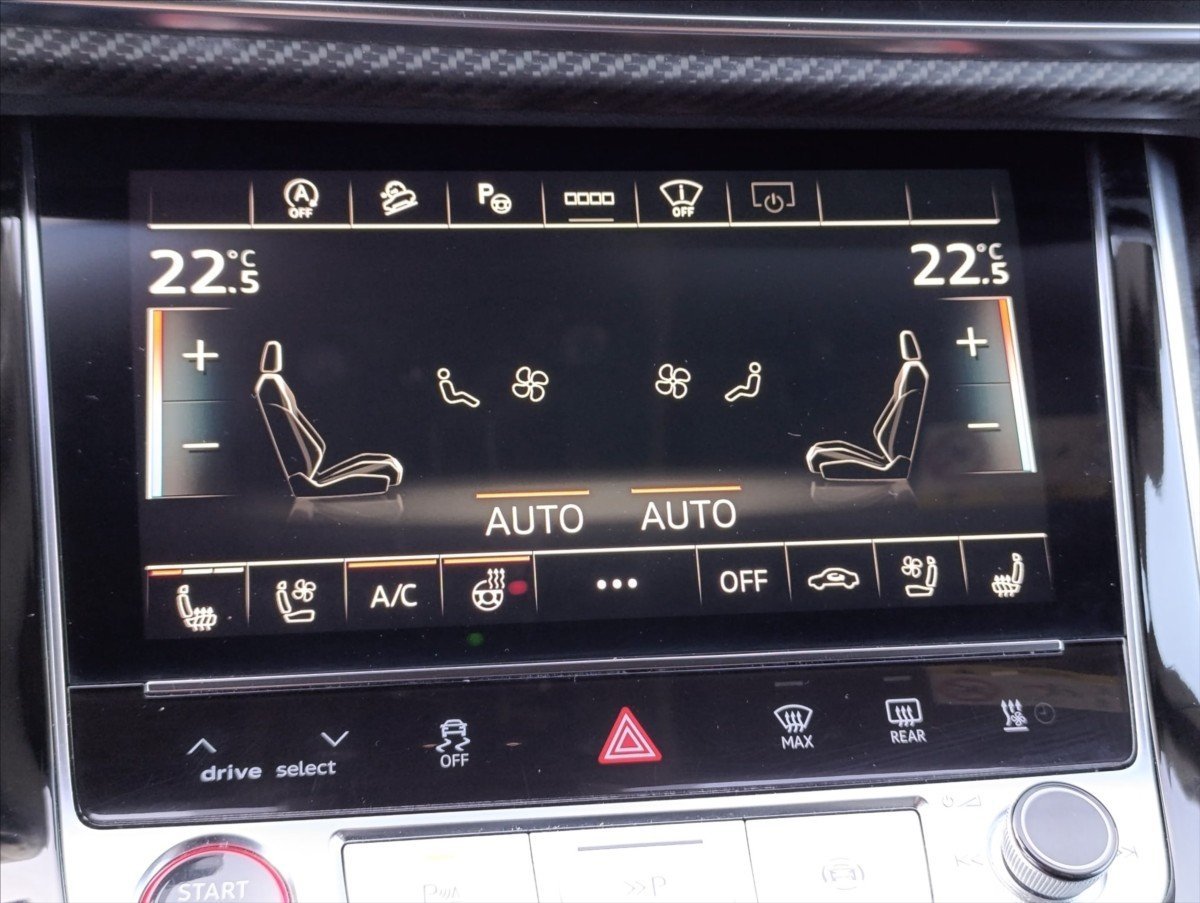 A OFF P OFF
22.5°C 22.5°C
AUTO AUTO
A/C OFF
drive select OFF MAX REAR
START P P